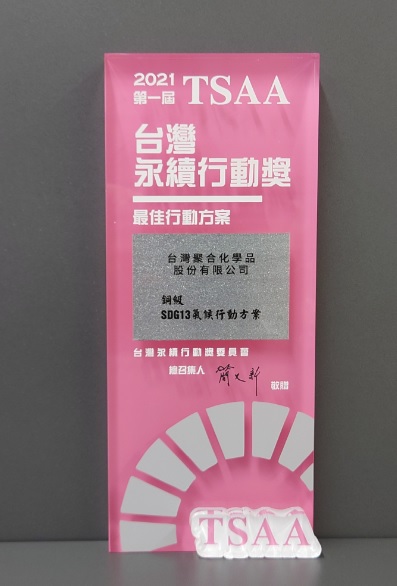 2021
第一屆 TSAA
台灣
永續行動獎
最佳行動方案
台灣聚合化學品
股份有限公司
銅級
SDG13氣候行動方案
台灣永續行動獎委員會
總召集人
敬贈
TSAA